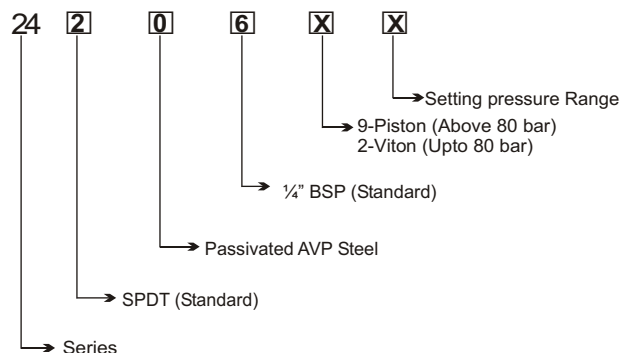 24 2 0 6 X X
Setting pressure Range
9-Piston (Above 80 bar)
2-Viton (Upto 80 bar)
¼” BSP (Standard)
Passivated AVP Steel
SPDT (Standard)
Series